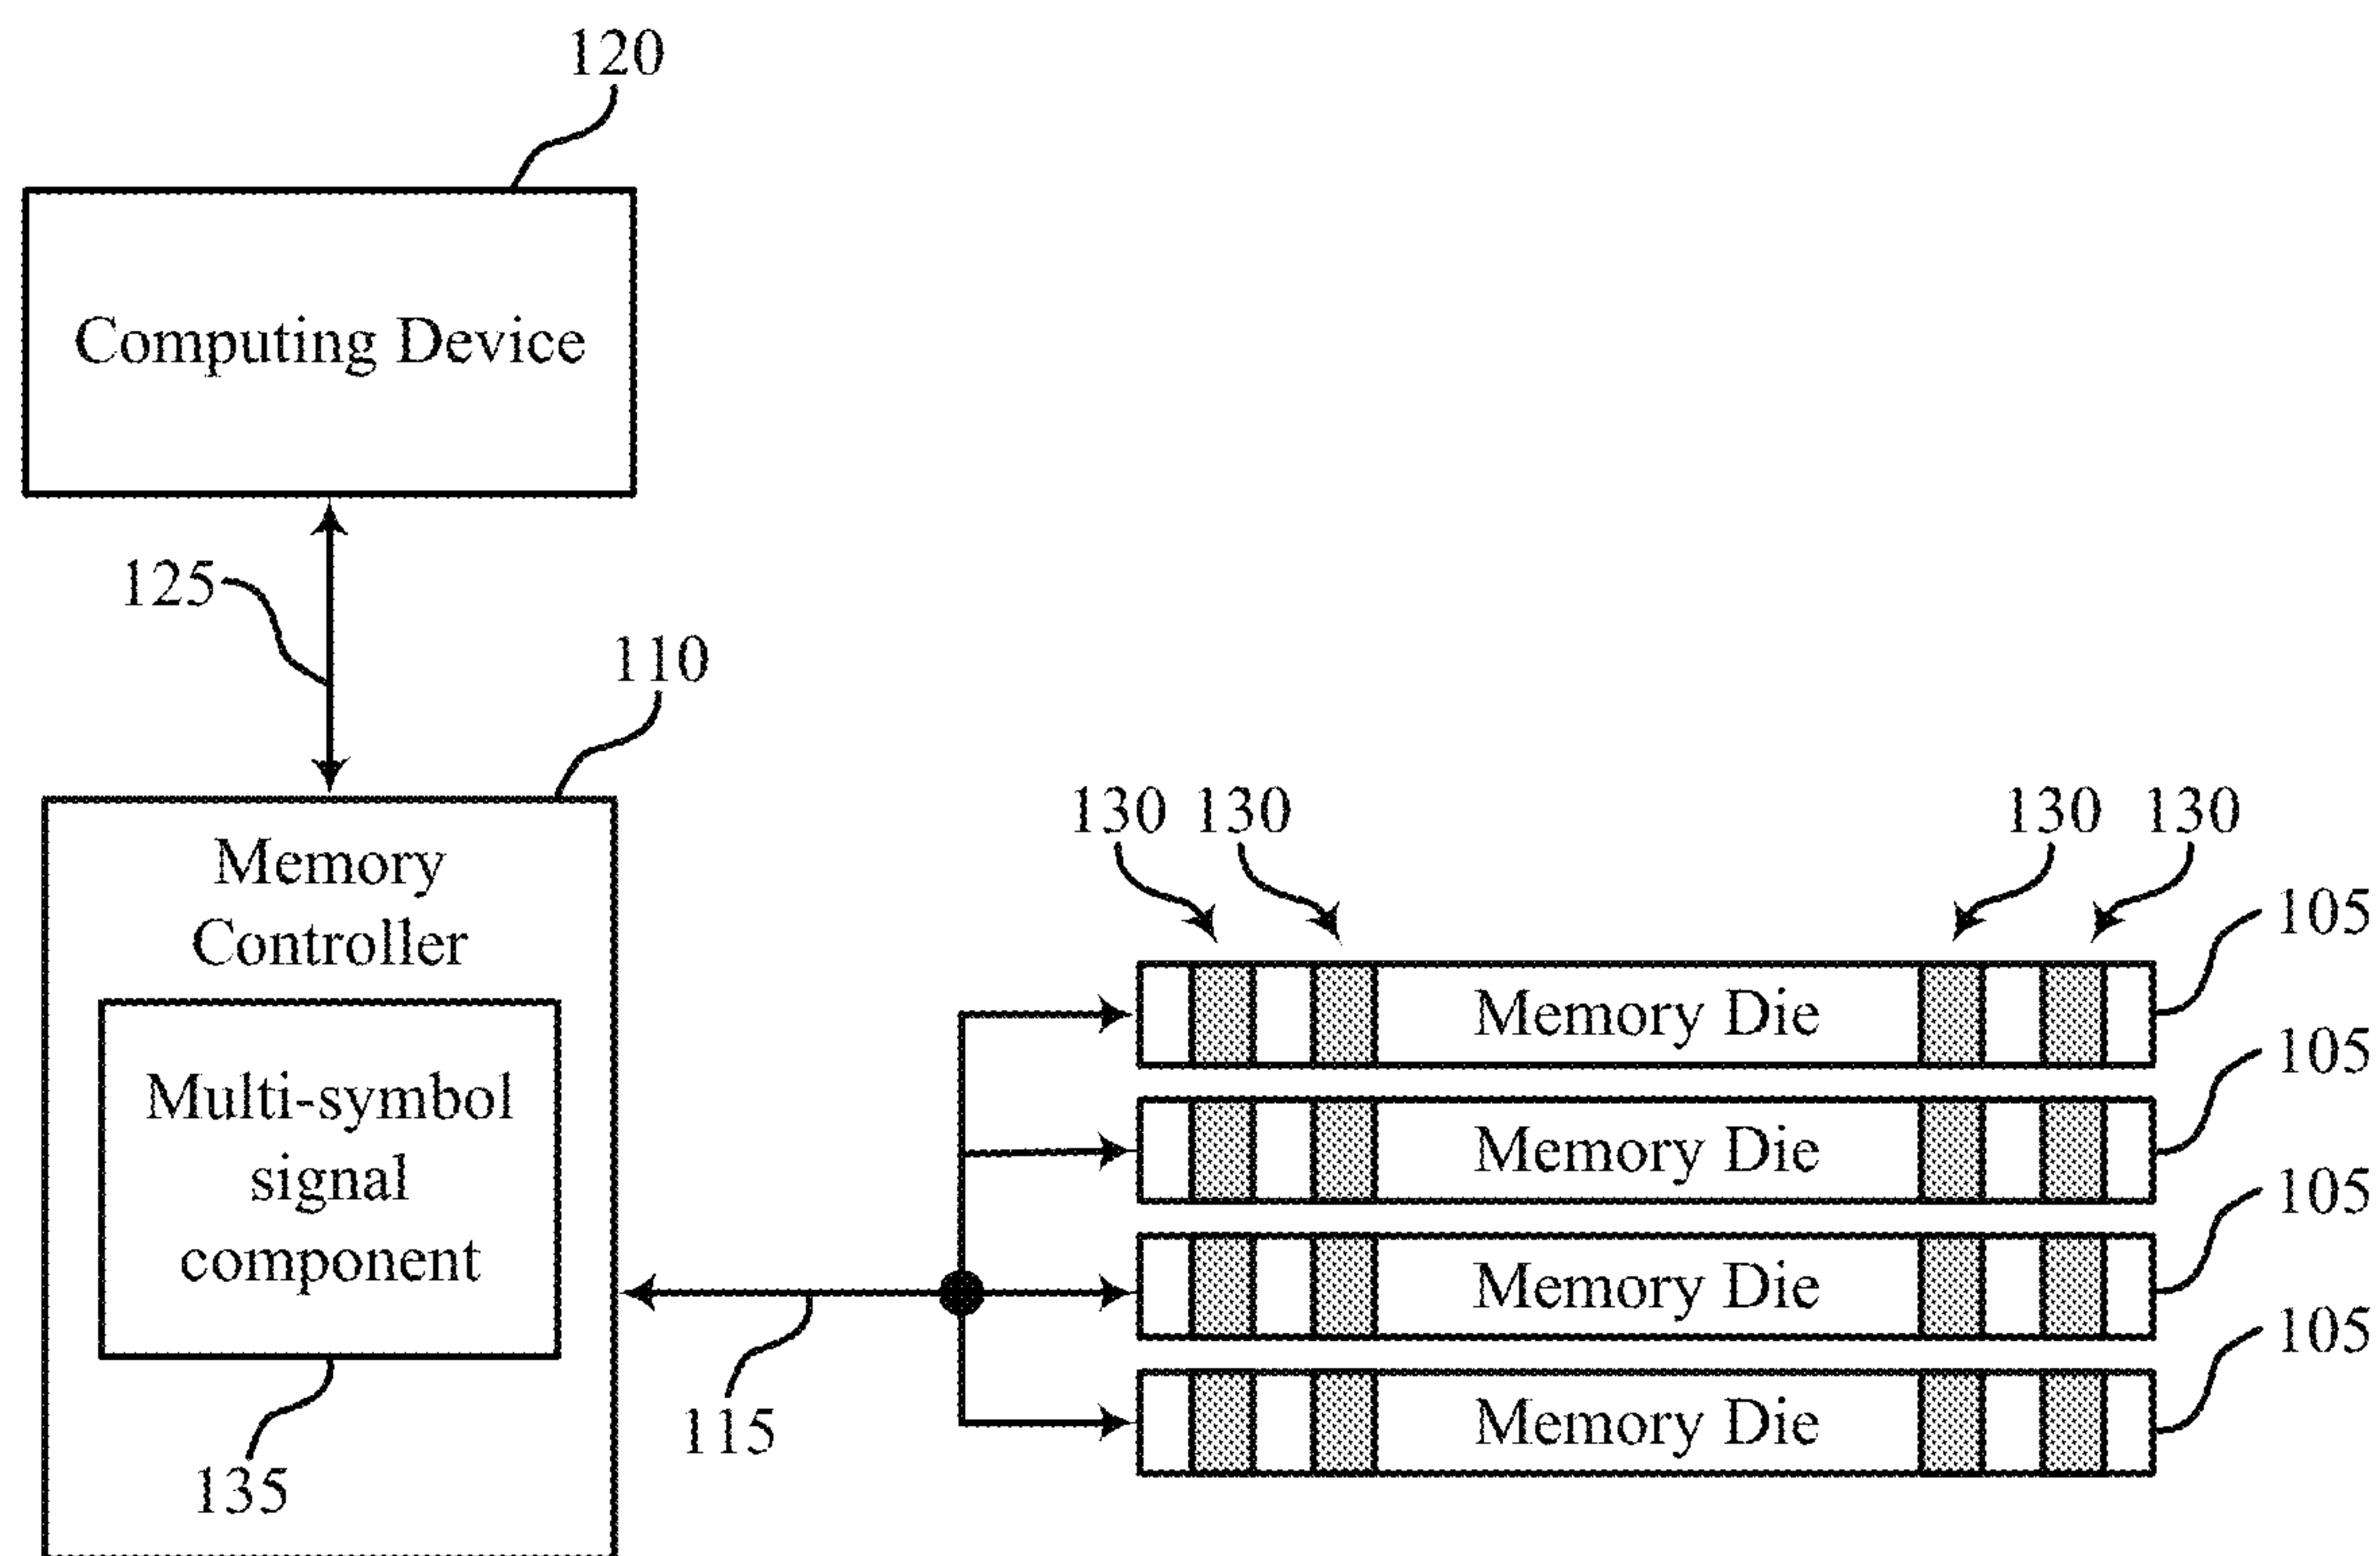 120
Computing Device
125
110
Memory
Controller
Multi-symbol
signal
component
135
115
130 130 130 130
Memory Die 105
Memory Die 105
Memory Die 105
Memory Die 105